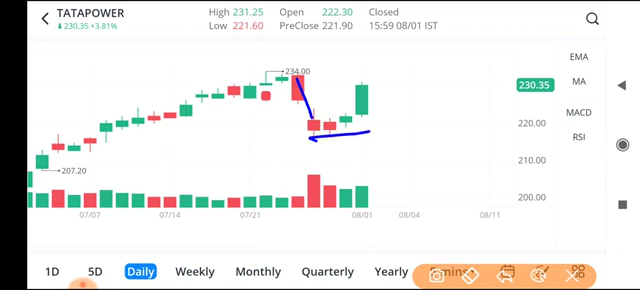 TATAPOWER High 231.25 Open 222.30 Closed
230.35 +3.81% Low 221.60 PreClose 221.90 15:59 08/01 IST
234.00
EMA
230.35
MA
MACD
220.00
RSI
210.00
207.20
200.00
07/07 07/14 07/21 08/01 08/04 08/11
1D 5D Daily Weekly Monthly Quarterly Yearly